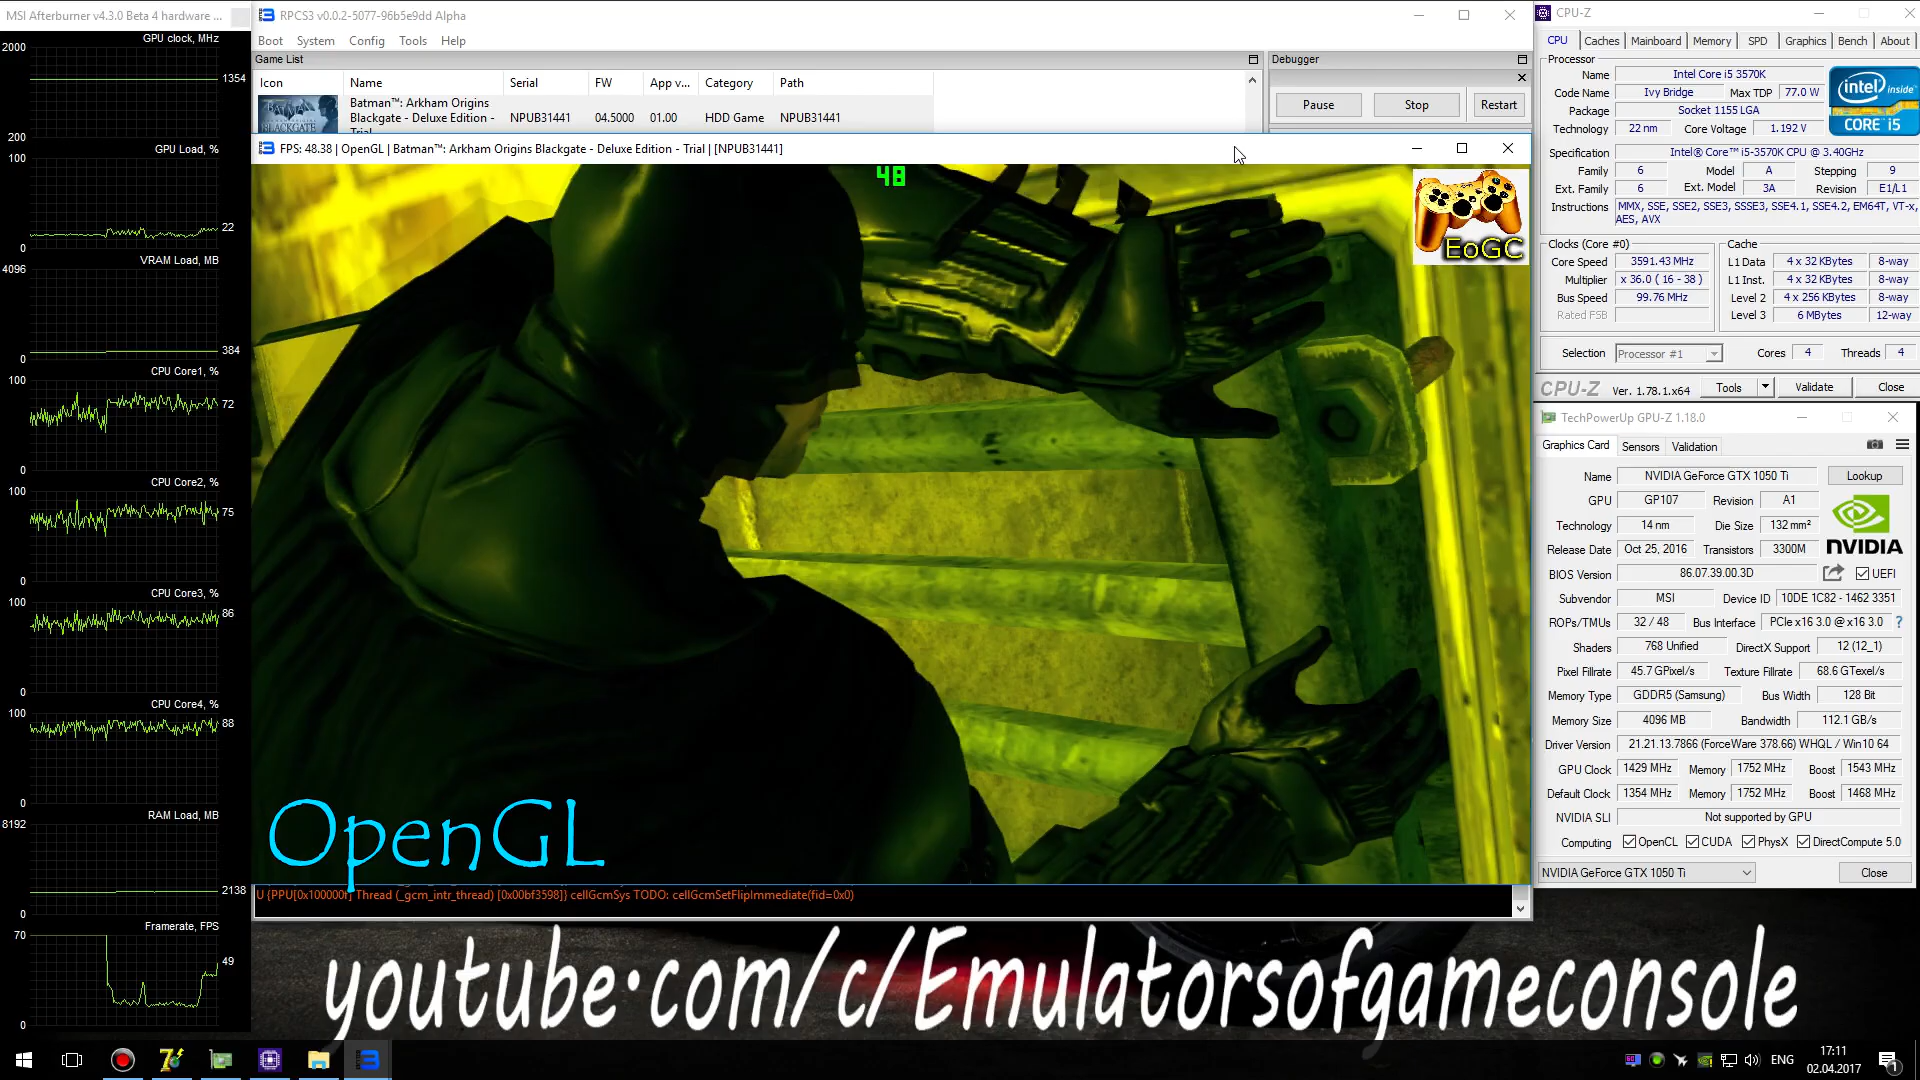 MSI Afterburner v4.3.0 Beta 4 hardware ...
GPU clock, MHz
2000
1354
200
GPU Load, %
100
22
VRAM Load, MB
4096
384
0
CPU Core1, %
100
72
0
CPU Core2, %
100
75
0
CPU Core3, %
100
86
0
CPU Core4, %
100
88
0
RAM Load, MB
8192
2138
0
Framerate, FPS
70
49
0
RPCS3 v0.0.2-5077-96b5e9dd Alpha
Boot System Config Tools Help
Game List
Icon Name Serial FW App v... Category Path
Batman™: Arkham Origins
Blackgate - Deluxe Edition - NPUB31441 04.5000 01.00 HDD Game NPUB31441
Trial
Debugger
Pause Stop Restart
FPS: 48.38 | OpenGL | Batman™: Arkham Origins Blackgate - Deluxe Edition - Trial | [NPUB31441]
48
EoGC
OpenGL
U {PPU[0x100000f] Thread (_gcm_intr_thread) [0x00bf3598]} cellGcmSys TODO: cellGcmSetFlipImmediate(fid=0x0)
youtube.com/c/Emulatorsofgameconsole
CPU-Z
CPU Caches Mainboard Memory SPD Graphics Bench About
Processor
Name Intel Core i5 3570K
Code Name Ivy Bridge Max TDP 77.0 W
Package Socket 1155 LGA
Technology 22 nm Core Voltage 1.192 V
intel inside
CORE i5
Specification Intel® Core™ i5-3570K CPU @ 3.40GHz
Family 6 Model A Stepping 9
Ext. Family 6 Ext. Model 3A Revision E1/L1
Instructions MMX, SSE, SSE2, SSE3, SSSE3, SSE4.1, SSE4.2, EM64T, VT-x,
AES, AVX
Clocks (Core #0) Cache
Core Speed 3591.43 MHz L1 Data 4 x 32 KBytes 8-way
Multiplier x 36.0 ( 16 - 38 ) L1 Inst. 4 x 32 KBytes 8-way
Bus Speed 99.76 MHz Level 2 4 x 256 KBytes 8-way
Rated FSB Level 3 6 MBytes 12-way
Selection Processor #1 Cores 4 Threads 4
CPU-Z Ver. 1.78.1.x64 Tools Validate Close
TechPowerUp GPU-Z 1.18.0
Graphics Card Sensors Validation
Name NVIDIA GeForce GTX 1050 Ti Lookup
GPU GP107 Revision A1
Technology 14 nm Die Size 132 mm²
Release Date Oct 25, 2016 Transistors 3300M
NVIDIA
BIOS Version 86.07.39.00.3D UEFI
Subvendor MSI Device ID 10DE 1C82 - 1462 3351
ROPs/TMUs 32 / 48 Bus Interface PCIe x16 3.0 @ x16 3.0 ?
Shaders 768 Unified DirectX Support 12 (12_1)
Pixel Fillrate 45.7 GPixel/s Texture Fillrate 68.6 GTexel/s
Memory Type GDDR5 (Samsung) Bus Width 128 Bit
Memory Size 4096 MB Bandwidth 112.1 GB/s
Driver Version 21.21.13.7866 (ForceWare 378.66) WHQL / Win10 64
GPU Clock 1429 MHz Memory 1752 MHz Boost 1543 MHz
Default Clock 1354 MHz Memory 1752 MHz Boost 1468 MHz
NVIDIA SLI Not supported by GPU
Computing OpenCL CUDA PhysX DirectCompute 5.0
NVIDIA GeForce GTX 1050 Ti Close
ENG
17:11
02.04.2017
1